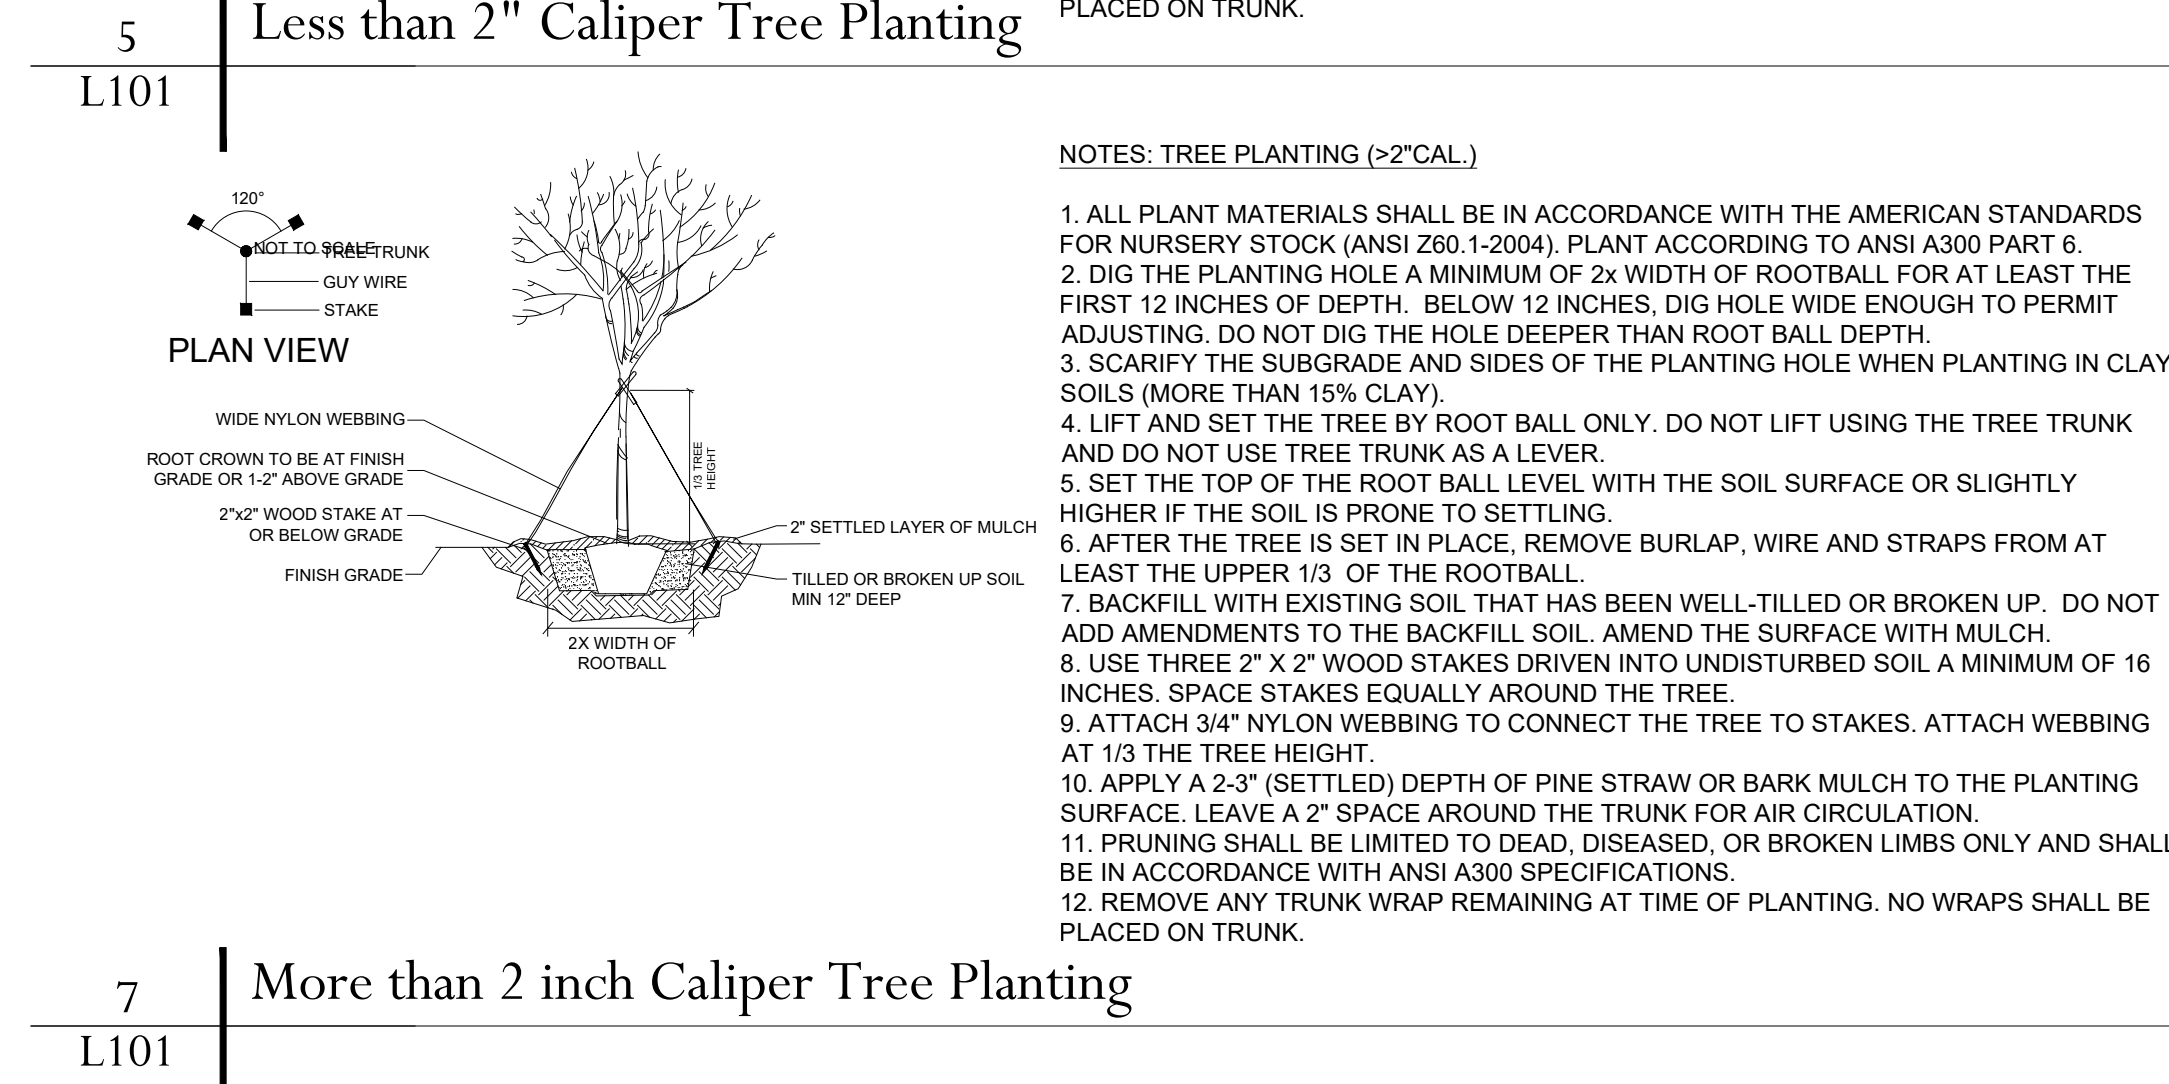 5
L101
Less than 2" Caliper Tree Planting
PLACED ON TRUNK.
120°
NOT TO SCALE
TREE TRUNK
GUY WIRE
STAKE
PLAN VIEW
WIDE NYLON WEBBING
ROOT CROWN TO BE AT FINISH
GRADE OR 1-2" ABOVE GRADE
2"x2" WOOD STAKE AT
OR BELOW GRADE
FINISH GRADE
1/3 TREE
HEIGHT
2" SETTLED LAYER OF MULCH
TILLED OR BROKEN UP SOIL
MIN 12" DEEP
2X WIDTH OF
ROOTBALL
NOTES: TREE PLANTING (>2"CAL.)
1. ALL PLANT MATERIALS SHALL BE IN ACCORDANCE WITH THE AMERICAN STANDARDS
FOR NURSERY STOCK (ANSI Z60.1-2004). PLANT ACCORDING TO ANSI A300 PART 6.
2. DIG THE PLANTING HOLE A MINIMUM OF 2x WIDTH OF ROOTBALL FOR AT LEAST THE
FIRST 12 INCHES OF DEPTH.  BELOW 12 INCHES, DIG HOLE WIDE ENOUGH TO PERMIT
ADJUSTING. DO NOT DIG THE HOLE DEEPER THAN ROOT BALL DEPTH.
3. SCARIFY THE SUBGRADE AND SIDES OF THE PLANTING HOLE WHEN PLANTING IN CLAY
SOILS (MORE THAN 15% CLAY).
4. LIFT AND SET THE TREE BY ROOT BALL ONLY. DO NOT LIFT USING THE TREE TRUNK
AND DO NOT USE TREE TRUNK AS A LEVER.
5. SET THE TOP OF THE ROOT BALL LEVEL WITH THE SOIL SURFACE OR SLIGHTLY
HIGHER IF THE SOIL IS PRONE TO SETTLING.
6. AFTER THE TREE IS SET IN PLACE, REMOVE BURLAP, WIRE AND STRAPS FROM AT
LEAST THE UPPER 1/3  OF THE ROOTBALL.
7. BACKFILL WITH EXISTING SOIL THAT HAS BEEN WELL-TILLED OR BROKEN UP.  DO NOT
ADD AMENDMENTS TO THE BACKFILL SOIL. AMEND THE SURFACE WITH MULCH.
8. USE THREE 2" X 2" WOOD STAKES DRIVEN INTO UNDISTURBED SOIL A MINIMUM OF 16
INCHES. SPACE STAKES EQUALLY AROUND THE TREE.
9. ATTACH 3/4" NYLON WEBBING TO CONNECT THE TREE TO STAKES. ATTACH WEBBING
AT 1/3 THE TREE HEIGHT.
10. APPLY A 2-3" (SETTLED) DEPTH OF PINE STRAW OR BARK MULCH TO THE PLANTING
SURFACE. LEAVE A 2" SPACE AROUND THE TRUNK FOR AIR CIRCULATION.
11. PRUNING SHALL BE LIMITED TO DEAD, DISEASED, OR BROKEN LIMBS ONLY AND SHALL
BE IN ACCORDANCE WITH ANSI A300 SPECIFICATIONS.
12. REMOVE ANY TRUNK WRAP REMAINING AT TIME OF PLANTING. NO WRAPS SHALL BE
PLACED ON TRUNK.
7
L101
More than 2 inch Caliper Tree Planting